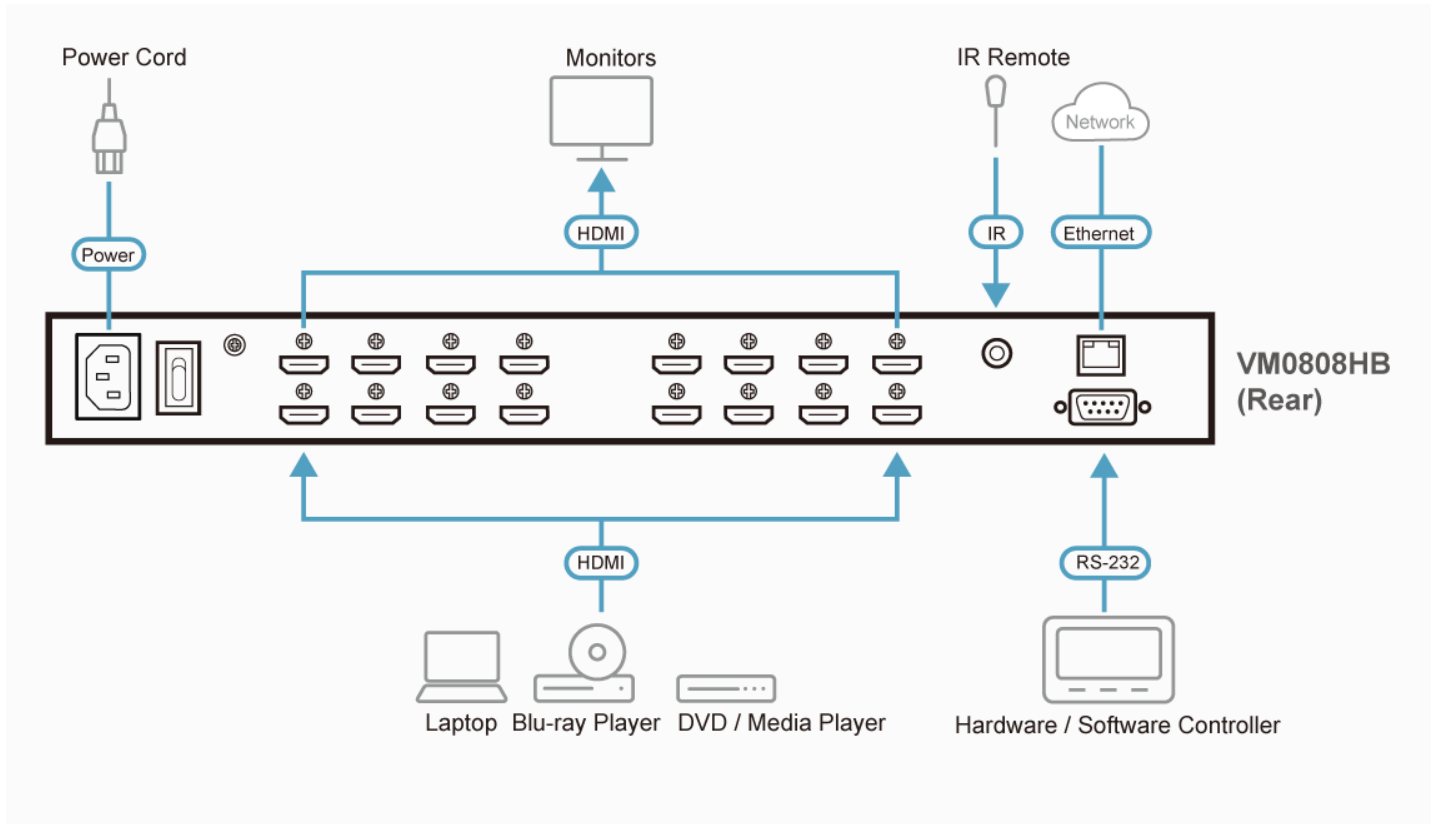 Power Cord
Monitors
IR Remote
Network
Power
HDMI
IR
Ethernet
VM0808HB
(Rear)
HDMI
RS-232
Laptop
Blu-ray Player
DVD / Media Player
Hardware / Software Controller